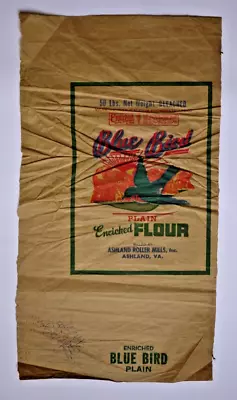 50 Lbs. Net Weight BLEACHED
Blue Bird
PLAIN
Enriched FLOUR
ASHLAND ROLLER MILLS, Inc.
ASHLAND, VA.
ENRICHED
BLUE BIRD
PLAIN